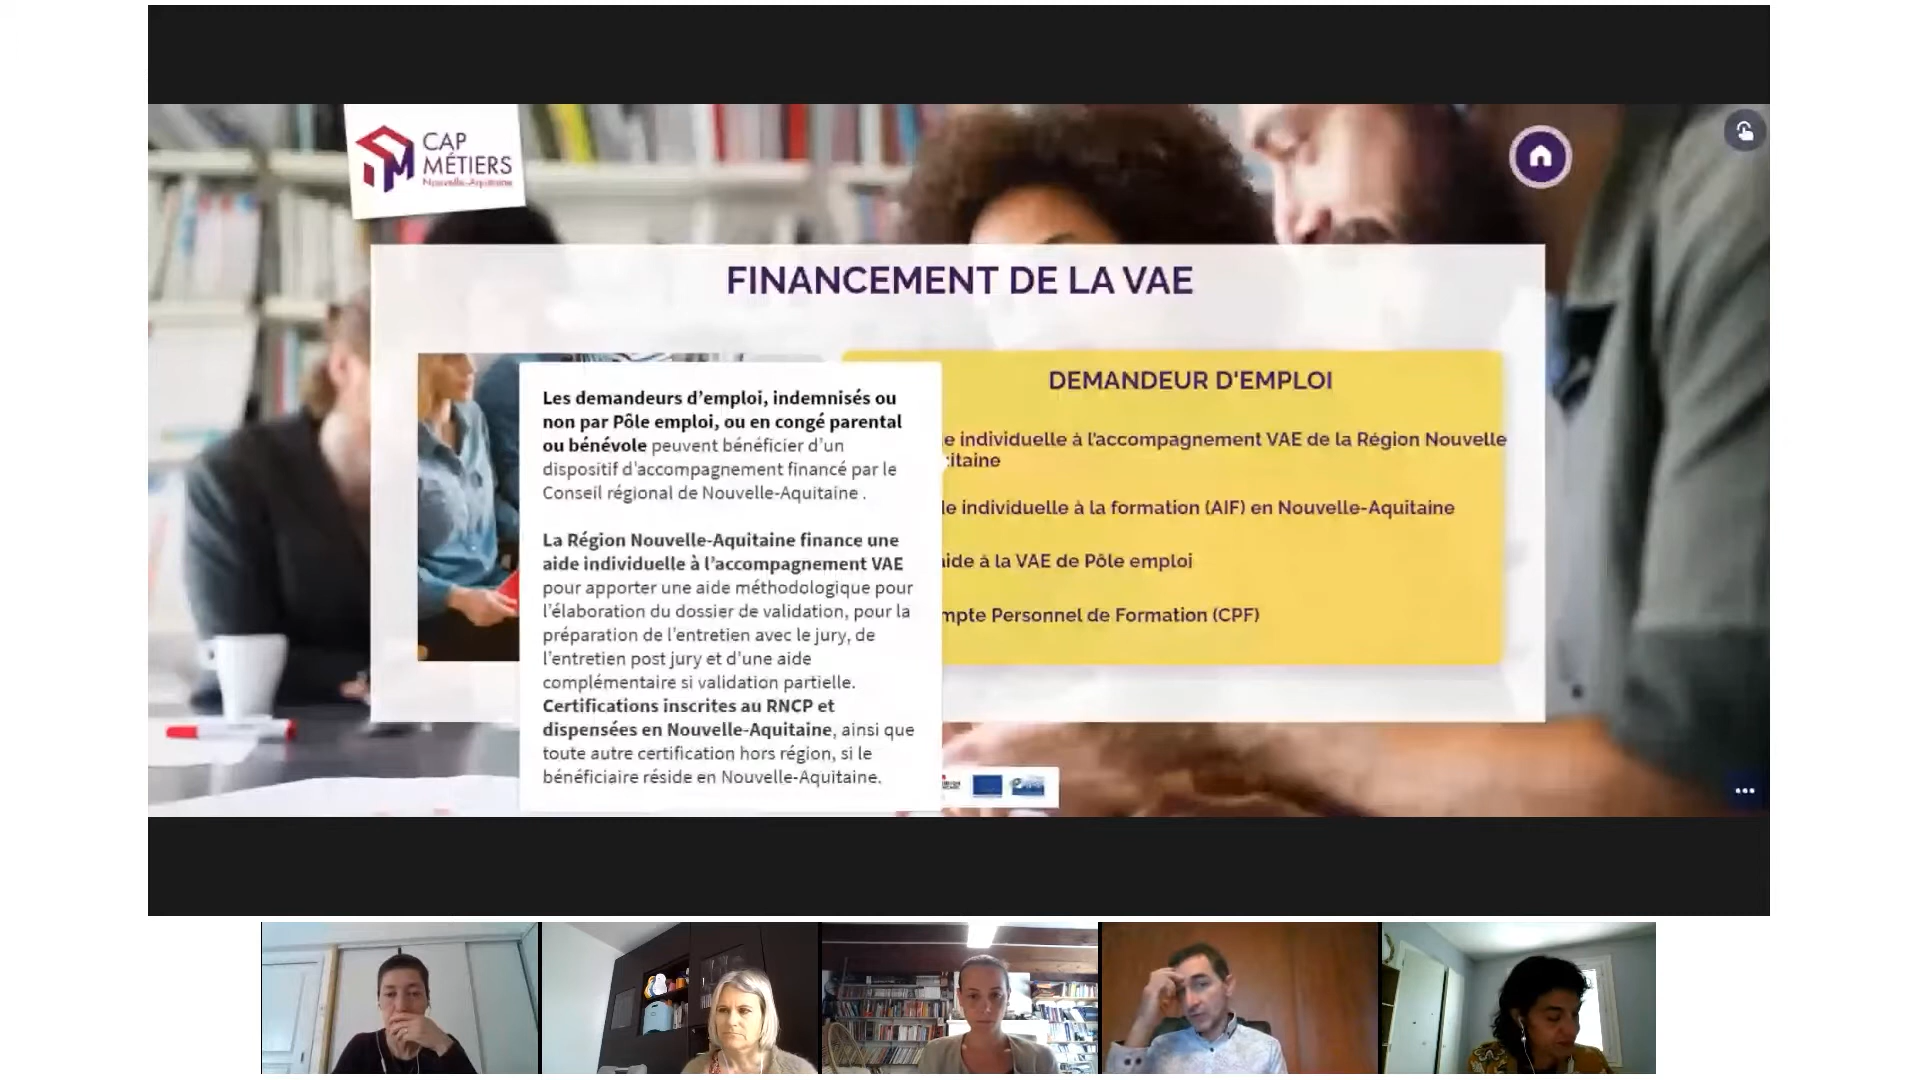 CAP
MÉTIERS
Nouvelle-Aquitaine
FINANCEMENT DE LA VAE
Les demandeurs d'emploi, indemnisés ou
non par Pôle emploi, ou en congé parental
ou bénévole peuvent bénéficier d'un
dispositif d'accompagnement financé par le
Conseil régional de Nouvelle-Aquitaine .
La Région Nouvelle-Aquitaine finance une
aide individuelle à l'accompagnement VAE
pour apporter une aide méthodologique pour
l'élaboration du dossier de validation, pour la
préparation de l'entretien avec le jury, de
l'entretien post jury et d'une aide
complémentaire si validation partielle.
Certifications inscrites au RNCP et
dispensées en Nouvelle-Aquitaine, ainsi que
toute autre certification hors région, si le
bénéficiaire réside en Nouvelle-Aquitaine.
DEMANDEUR D'EMPLOI
e individuelle à l'accompagnement VAE de la Région Nouvelle
itaine
e individuelle à la formation (AIF) en Nouvelle-Aquitaine
aide à la VAE de Pôle emploi
mpte Personnel de Formation (CPF)